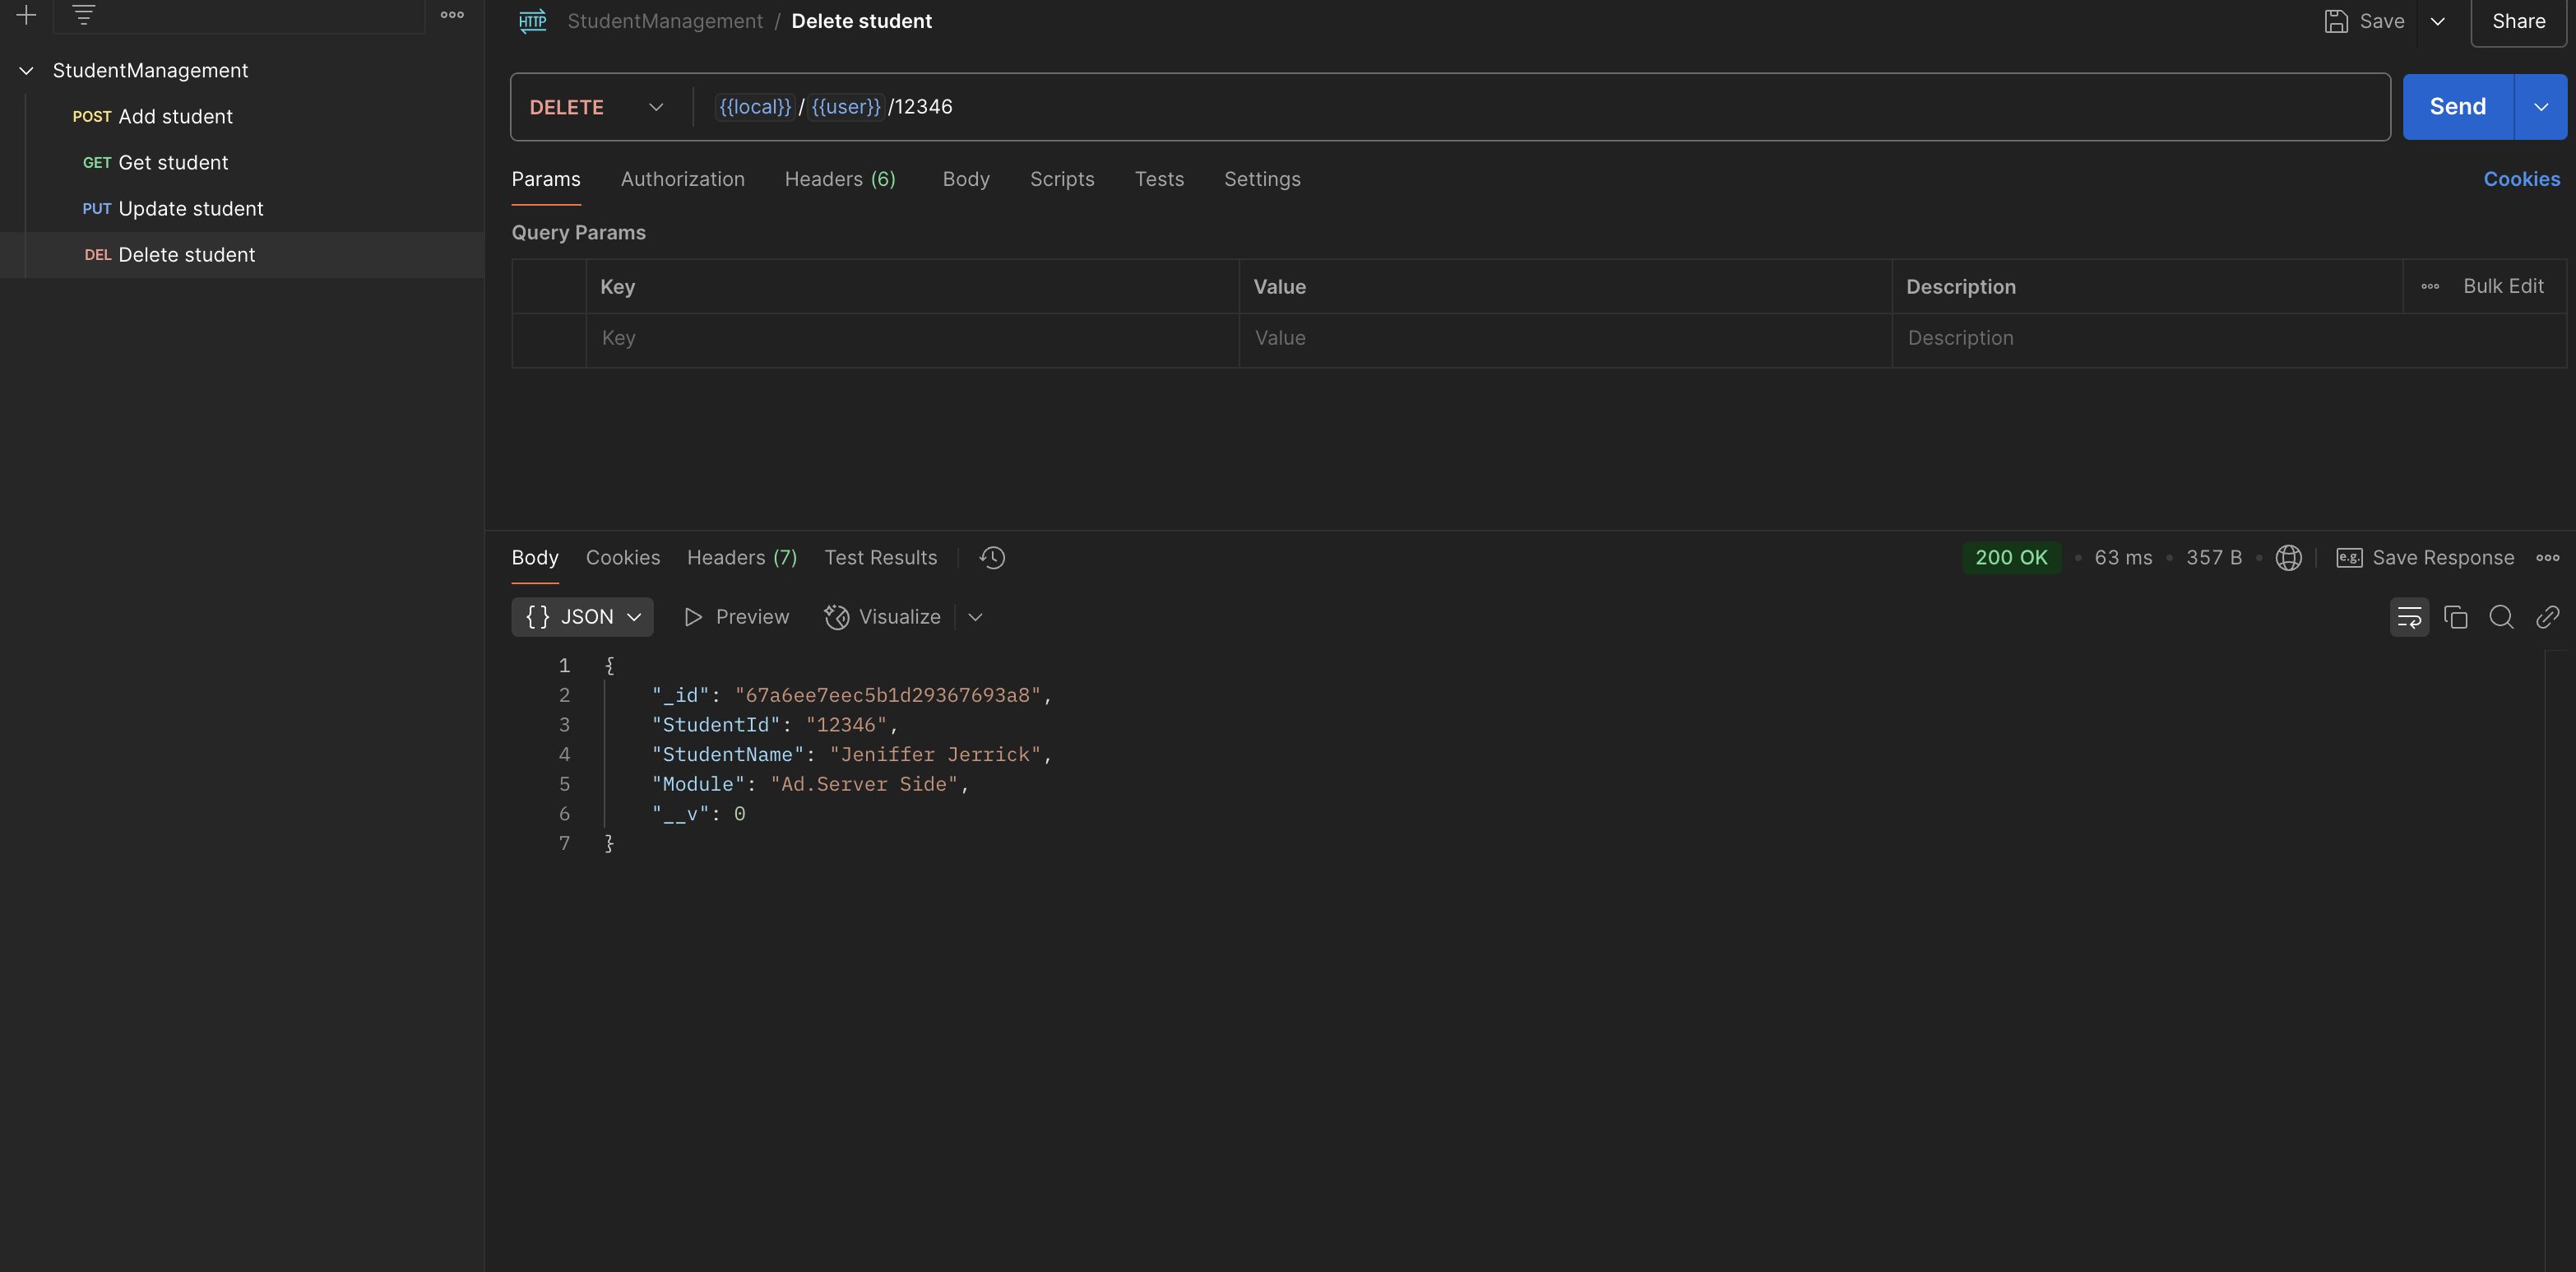 HTTP StudentManagement / Delete student
Save
Share
StudentManagement
POST Add student
GET Get student
PUT Update student
DEL Delete student
DELETE {{local}}/{{user}}/12346
Send
Params Authorization Headers (6) Body Scripts Tests Settings
Cookies
Query Params
Key Value Description Bulk Edit
Key Value Description
Body Cookies Headers (7) Test Results
200 OK • 63 ms • 357 B • e.g. Save Response
{} JSON Preview Visualize
1 {
2 "_id": "67a6ee7eec5b1d29367693a8",
3 "StudentId": "12346",
4 "StudentName": "Jeniffer Jerrick",
5 "Module": "Ad.Server Side",
6 "__v": 0
7 }